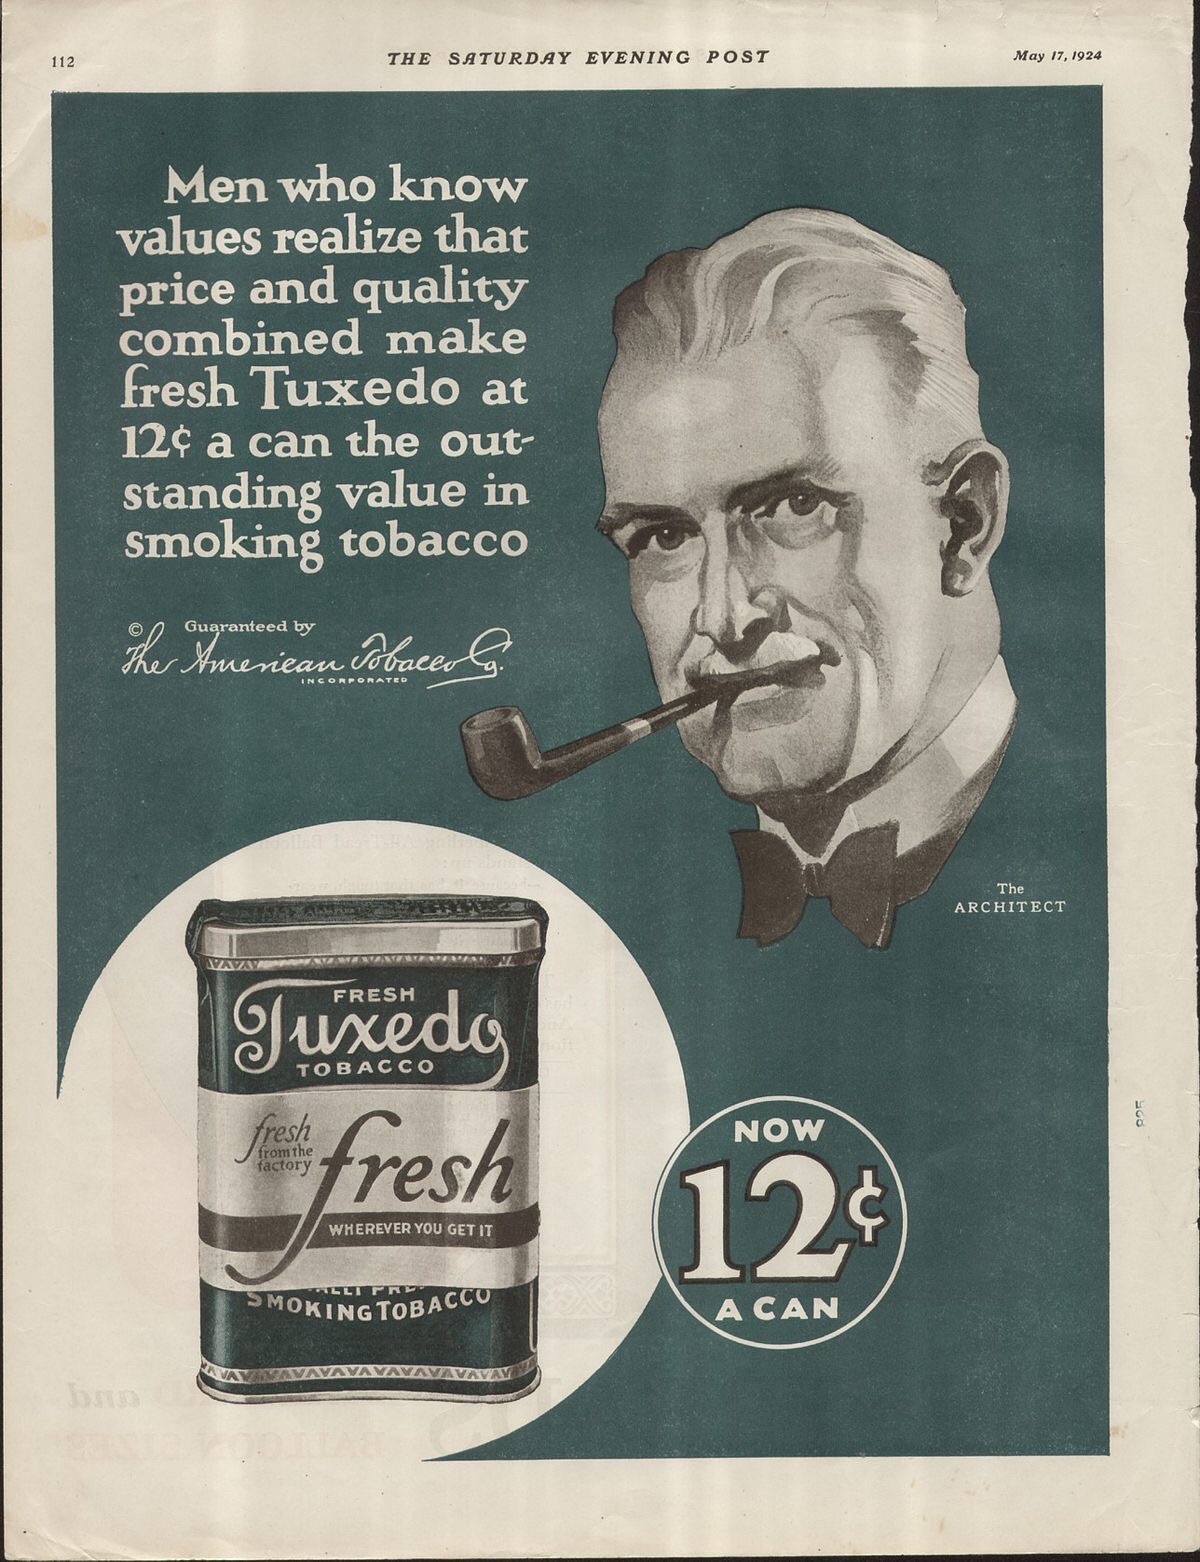 112
THE SATURDAY EVENING POST
May 17, 1924
Men who know
values realize that
price and quality
combined make
fresh Tuxedo at
12¢ a can the out-
standing value in
smoking tobacco
© Guaranteed by
The American Tobacco Co.
INCORPORATED
The
ARCHITECT
FRESH
Tuxedo
TOBACCO
fresh
from the
factory
fresh
WHEREVER YOU GET IT
SMOKING TOBACCO
NOW
12¢
A CAN